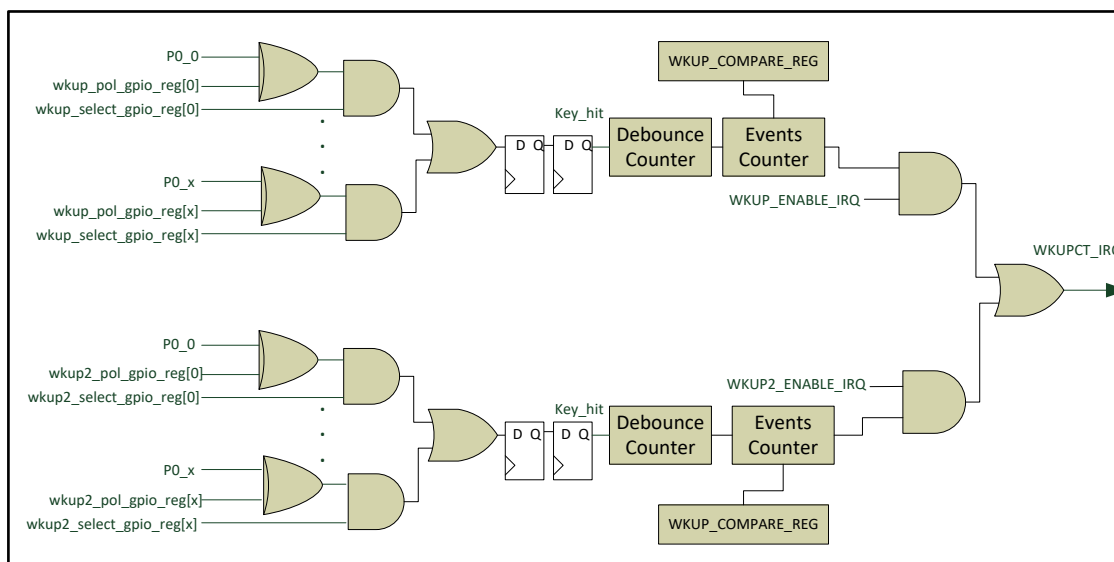 P0_0
wkup_pol_gpio_reg[0]
wkup_select_gpio_reg[0]
P0_x
wkup_pol_gpio_reg[x]
wkup_select_gpio_reg[x]
D Q
D Q
Key_hit
Debounce
Counter
WKUP_COMPARE_REG
Events
Counter
WKUP_ENABLE_IRQ
WKUPCT_IRQ
P0_0
wkup2_pol_gpio_reg[0]
wkup2_select_gpio_reg[0]
P0_x
wkup2_pol_gpio_reg[x]
wkup2_select_gpio_reg[x]
D Q
D Q
Key_hit
Debounce
Counter
Events
Counter
WKUP_COMPARE_REG
WKUP2_ENABLE_IRQ